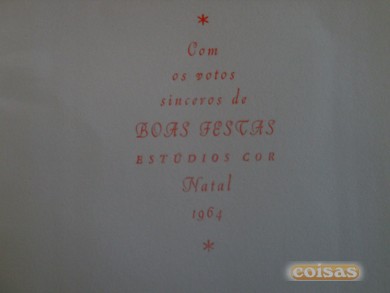 *
Com
os votos
sinceros de
BOAS FESTAS
ESTÚDIOS COR
Natal
1964
*
coisas